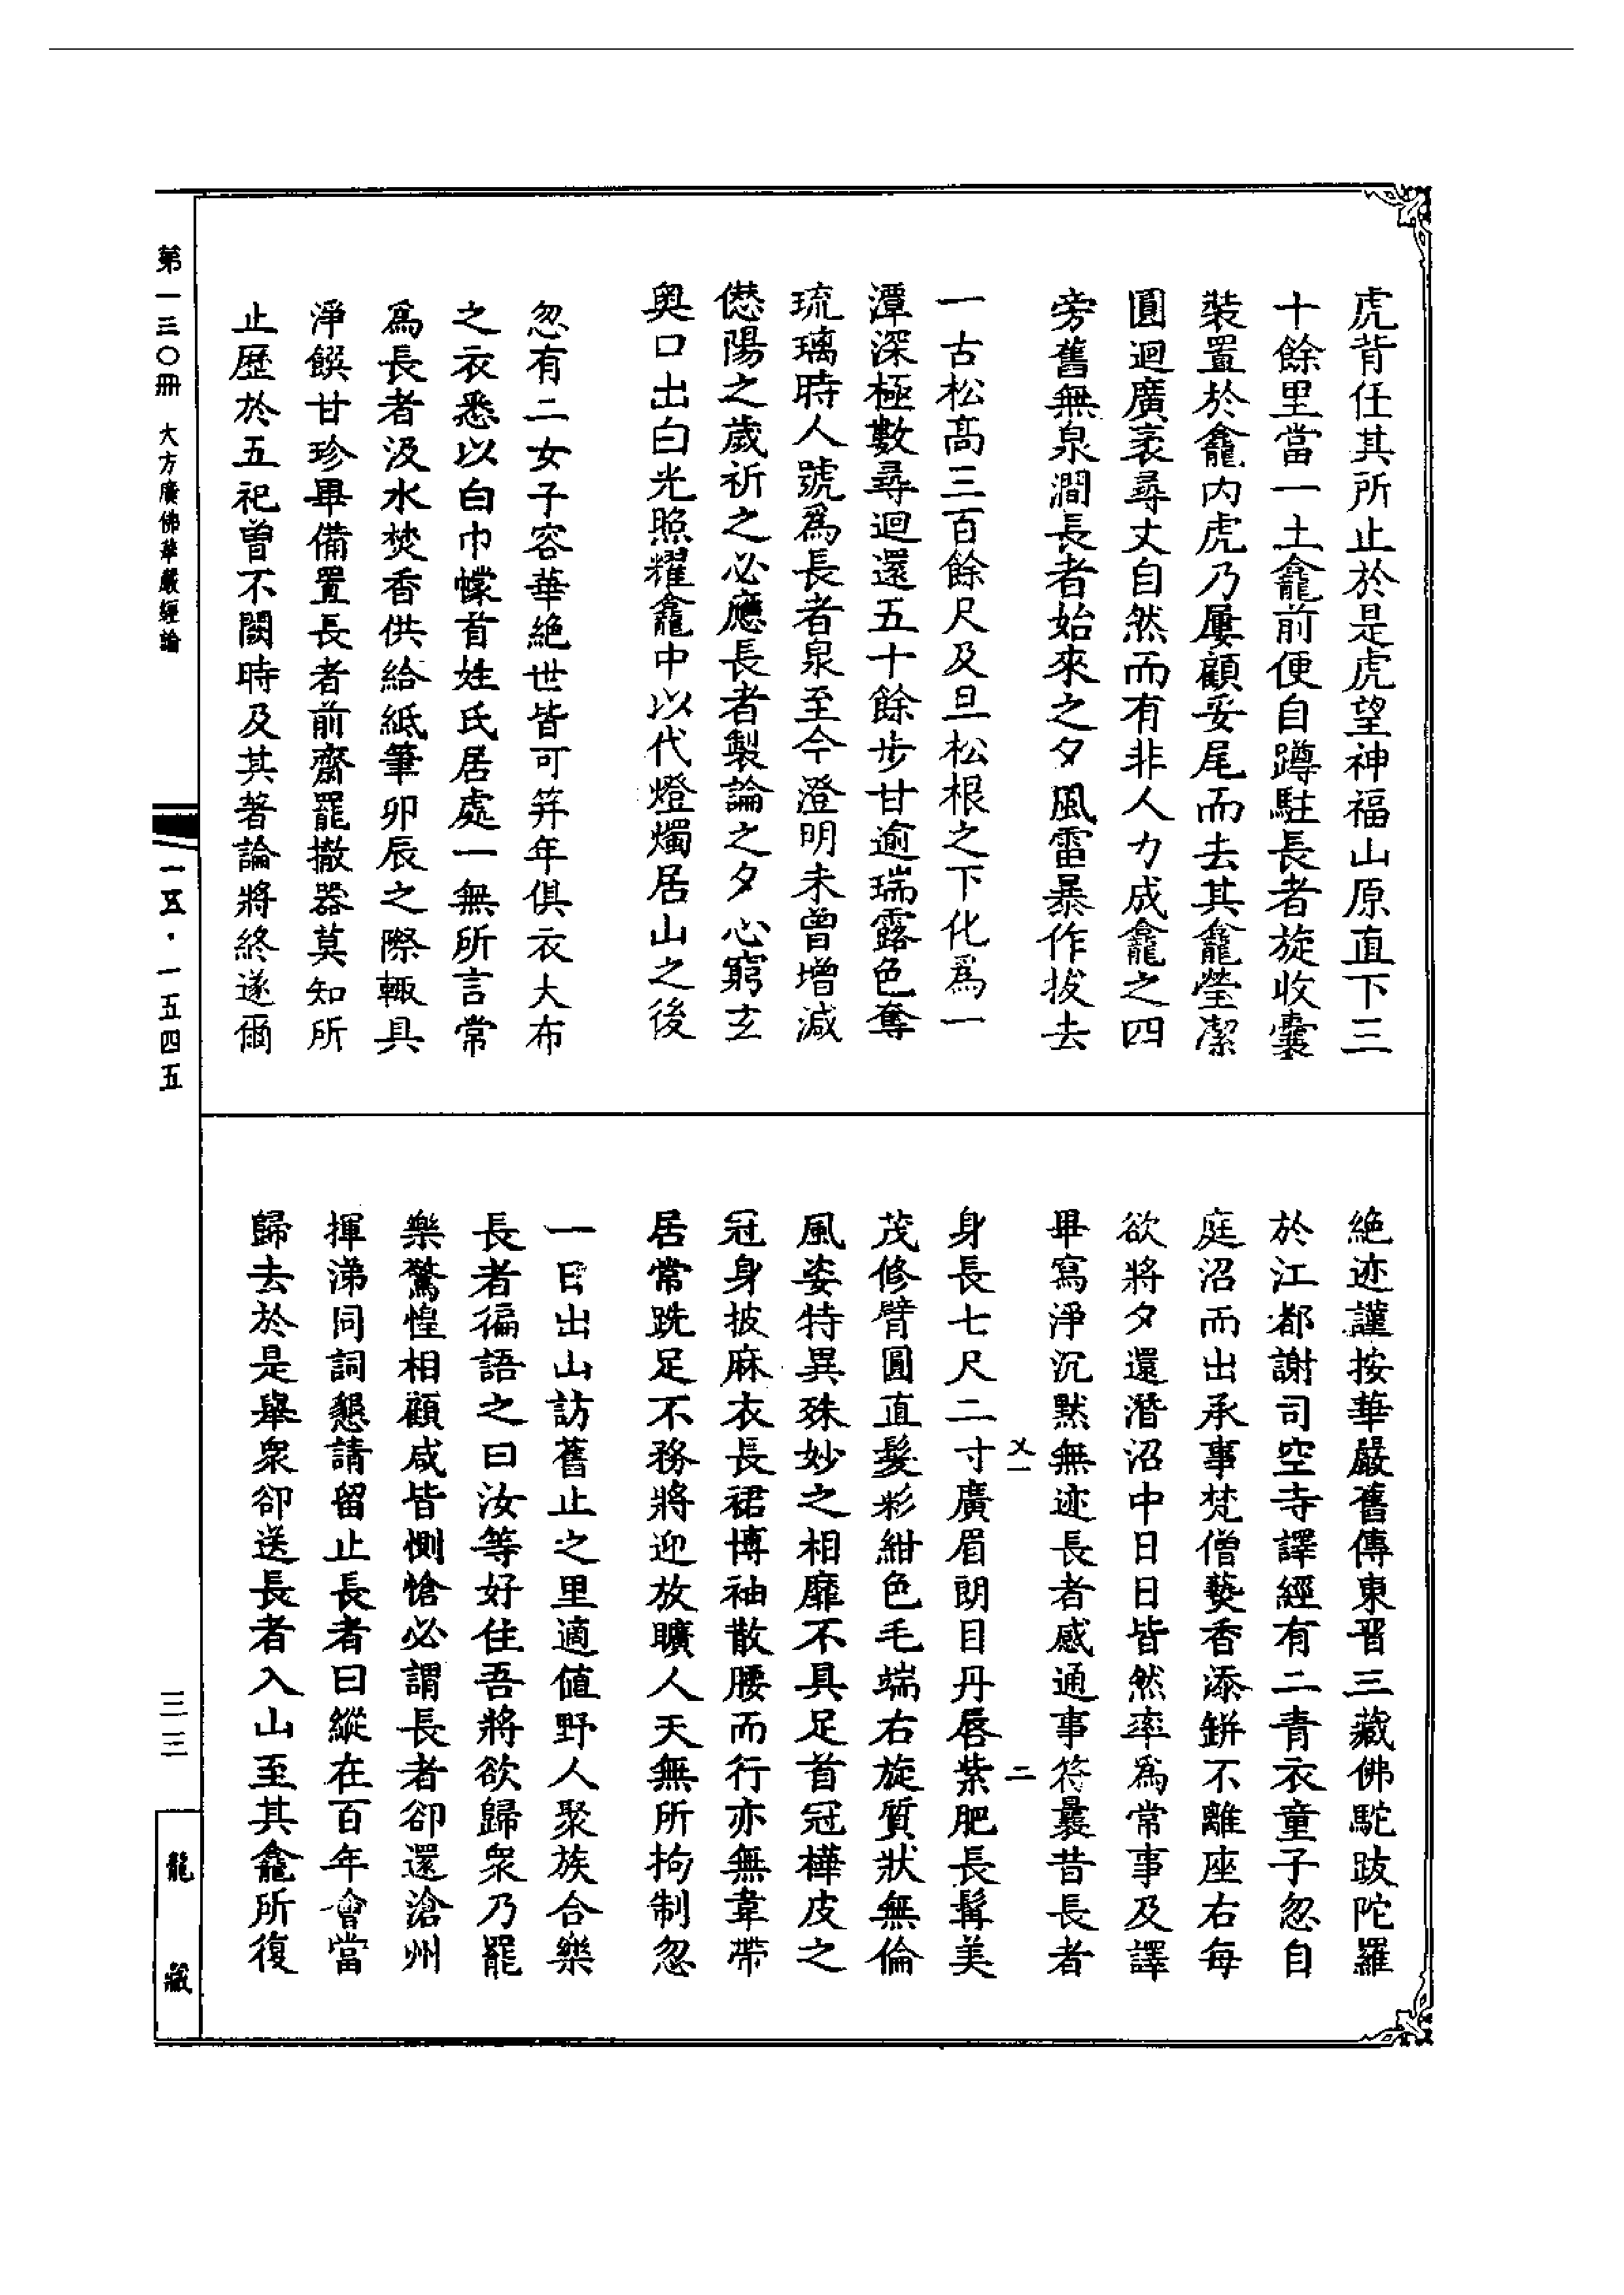 虎背任其所止於是虎望神福山原直下三
十餘里當一土龕前便自蹲駐長者旋收囊
裝置於龕內虎乃屢顧妥尾而去其龕瑩潔
圓迴廣袤尋丈自然而有非人力成龕之四
旁舊無泉澗長者始來之夕風雷暴作拔去
一古松高三百餘尺及旦松根之下化爲一
潭深極數尋迴還五十餘步甘逾瑞露色奪
琉璃時人號爲長者泉至今澄明未曾增減
愆陽之歲祈之必應長者製論之夕心窮玄
奧口出白光照耀龕中以代燈燭居山之後
忽有二女子容華絕世皆可笄年俱衣大布
之衣悉以白巾幪首姓氏居處一無所言常
爲長者汲水焚香供給紙筆卯辰之際輒具
淨饌甘珍畢備置長者前齋罷撤器莫知所
止歷於五祀曾不闕時及其著論將終遂爾
絕迹謹按華嚴舊傳東晉三藏佛馱跋陀羅
於江都謝司空寺譯經有二青衣童子忽自
庭沼而出承事梵僧爇香添缾不離座右每
欲將夕還潛沼中日日皆然率爲常事及譯
畢寫淨沉默無迹長者感通事符曩昔長者
㐅一 二
身長七尺二寸廣眉朗目丹脣紫肥長髯美
茂修臂圓直髮彩紺色毛端右旋質狀無倫
風姿特異殊妙之相靡不具足首冠樺皮之
冠身披麻衣長裙博袖散腰而行亦無韋帶
居常跣足不務將迎放曠人天無所拘制忽
一日出山訪舊止之里適値野人聚族合樂
長者徧語之曰汝等好住吾將欲歸衆乃罷
樂驚惶相顧咸皆惻愴必謂長者卻還滄州
揮涕同詞懇請留止長者曰縱在百年會當
歸去於是舉衆卻送長者入山至其龕所復
第一三〇冊 大方廣佛華嚴經論
一五·一五四五
三三
龍藏